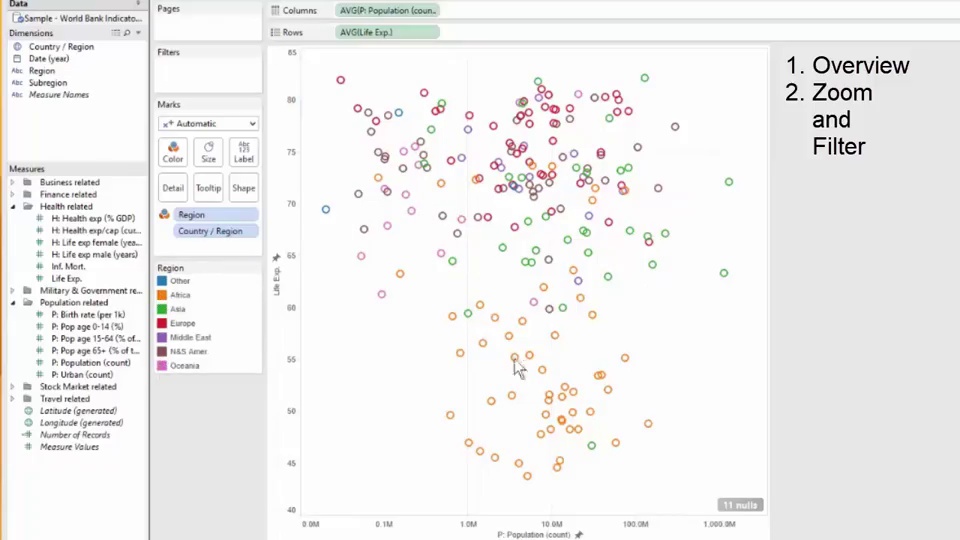 Data
Sample - World Bank Indicato...
Dimensions
Country / Region
Date (year)
Abc Region
Abc Subregion
Abc Measure Names
Measures
Business related
Finance related
Health related
H: Health exp (% GDP)
H: Health exp/cap (cur...
H: Life exp female (yea...
H: Life exp male (years)
Inf. Mort.
Life Exp.
Military & Government re...
Population related
P: Birth rate (per 1k)
P: Pop age 0-14 (%)
P: Pop age 15-64 (% of...
P: Pop age 65+ (% of t...
P: Population (count)
P: Urban (count)
Stock Market related
Travel related
Latitude (generated)
Longitude (generated)
Number of Records
Measure Values
Pages
Filters
Marks
Automatic
Color
Size
Abc
123
Label
Detail
Tooltip
Shape
Region
Country / Region
Region
Other
Africa
Asia
Europe
Middle East
N&S Amer
Oceania
Columns
AVG(P: Population (coun..
Rows
AVG(Life Exp.)
85
80
75
70
65
60
55
50
45
40
Life Exp.
0.0M
0.1M
1.0M
10.0M
100.0M
1,000.0M
P: Population (count)
11 nulls
1. Overview
2. Zoom
and
Filter